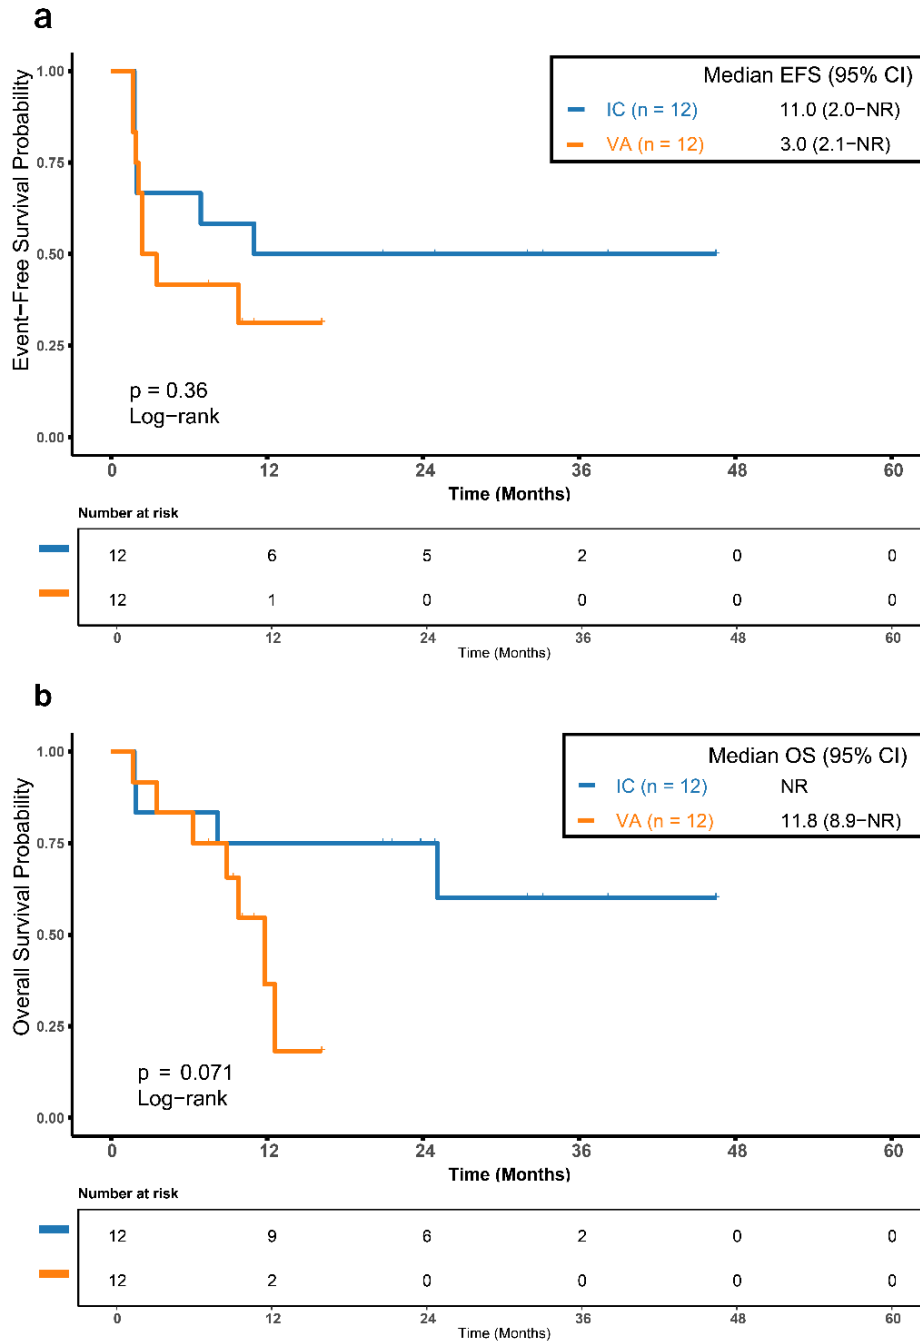 a
Event−Free Survival Probability
1.00
0.75
0.50
0.25
0.00
Median EFS (95% CI)
IC (n = 12) 11.0 (2.0−NR)
VA (n = 12) 3.0 (2.1−NR)
p = 0.36
Log−rank
0 12 24 36 48 60
Time (Months)
Number at risk
12 6 5 2 0 0
12 1 0 0 0 0
0 12 24 36 48 60
Time (Months)
b
Overall Survival Probability
1.00
0.75
0.50
0.25
0.00
Median OS (95% CI)
IC (n = 12) NR
VA (n = 12) 11.8 (8.9−NR)
p = 0.071
Log−rank
0 12 24 36 48 60
Time (Months)
Number at risk
12 9 6 2 0 0
12 2 0 0 0 0
0 12 24 36 48 60
Time (Months)